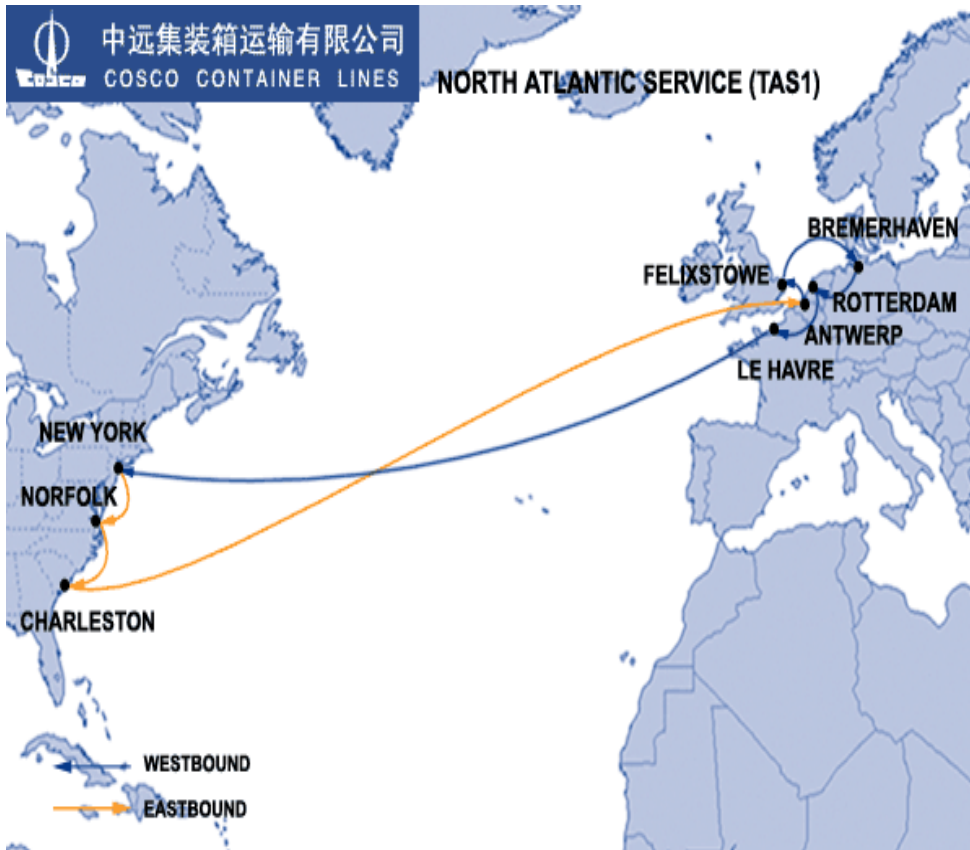 中远集装箱运输有限公司
COSCO
COSCO CONTAINER LINES
NORTH ATLANTIC SERVICE (TAS1)
BREMERHAVEN
FELIXSTOWE
ROTTERDAM
ANTWERP
LE HAVRE
NEW YORK
NORFOLK
CHARLESTON
WESTBOUND
EASTBOUND